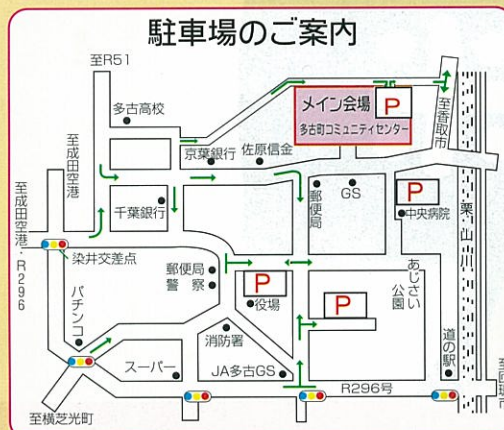 駐車場のご案内
至R51
多古高校
メイン会場
P
多古町コミュニティセンター
至香取市
京葉銀行
佐原信金
至成田空港
至成田空港・R296
千葉銀行
郵便局
GS
P
中央病院
栗山川
染井交差点
郵便局
警察
P
役場
P
あじさい公園
パチンコ
消防署
道の駅
スーパー
JA多古GS
R296号
至横芝光町